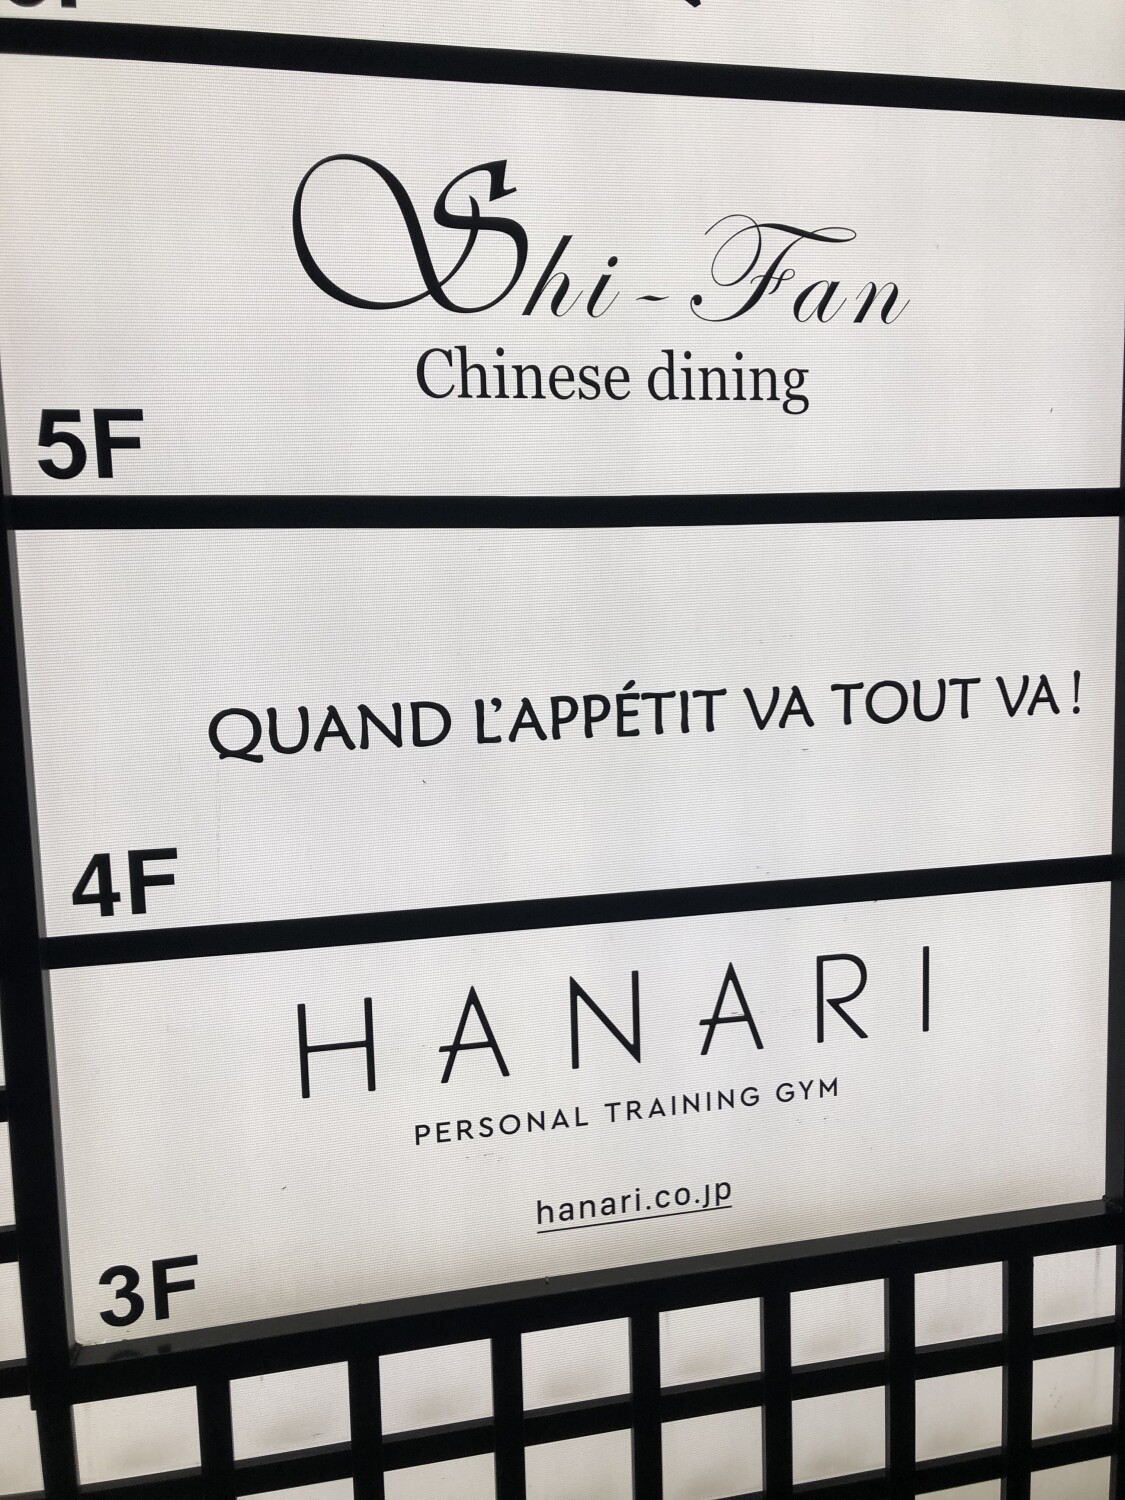 Shi-Fan
Chinese dining
5F
QUAND L'APPÉTIT VA TOUT VA!
4F
HANARI
PERSONAL TRAINING GYM
hanari.co.jp
3F